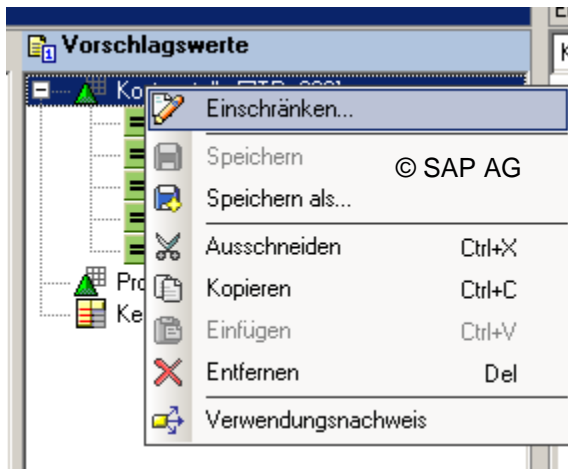 Vorschlagswerte
Einschränken...
Speichern
© SAP AG
Speichern als...
Ausschneiden Ctrl+X
Kopieren Ctrl+C
Einfügen Ctrl+V
Entfernen Del
Verwendungsnachweis